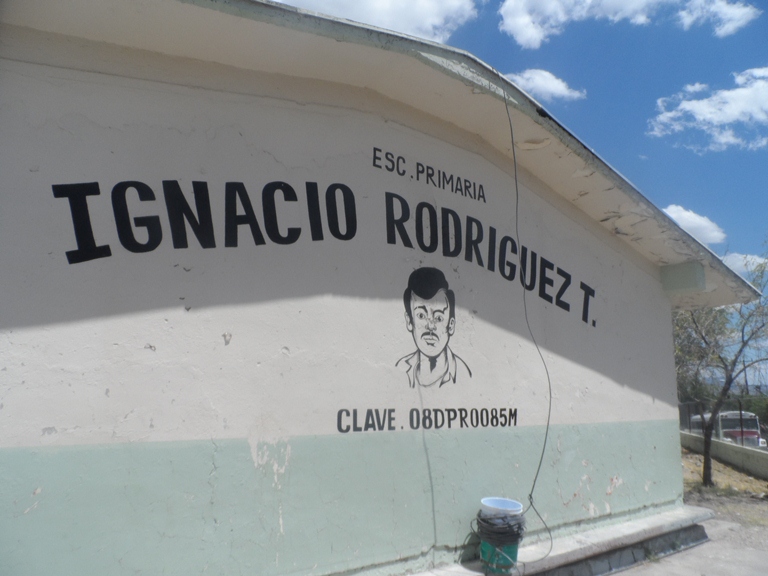 ESC. PRIMARIA
IGNACIO RODRIGUEZ T.
CLAVE. 08DPR0085M